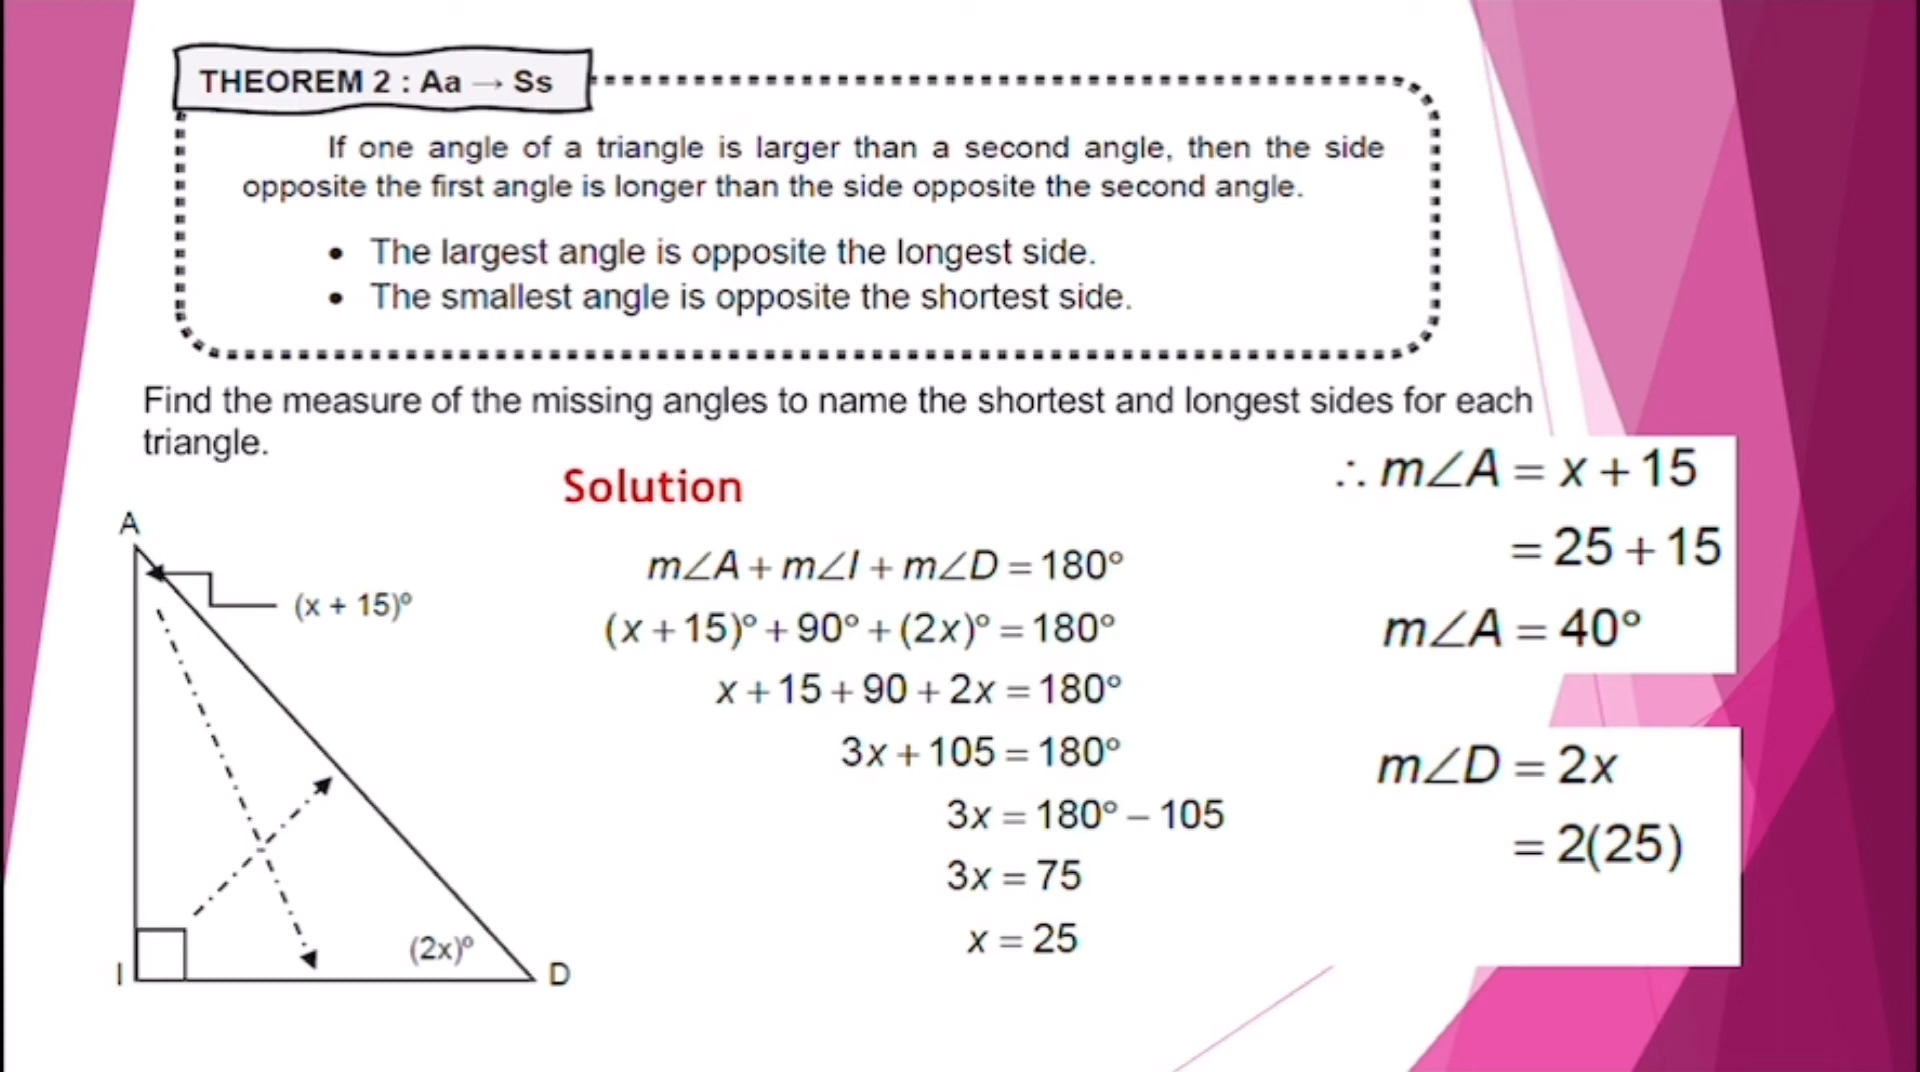 THEOREM 2 : Aa → Ss
If one angle of a triangle is larger than a second angle, then the side
opposite the first angle is longer than the side opposite the second angle.
• The largest angle is opposite the longest side.
• The smallest angle is opposite the shortest side.
Find the measure of the missing angles to name the shortest and longest sides for each
triangle.
Solution
A
(x + 15)º
I
(2x)º
D
m∠A + m∠I + m∠D = 180°
(x + 15)° + 90° + (2x)° = 180°
x + 15 + 90 + 2x = 180°
3x + 105 = 180°
3x = 180° – 105
3x = 75
x = 25
∴ m∠A = x + 15
= 25 + 15
m∠A = 40°
m∠D = 2x
= 2(25)